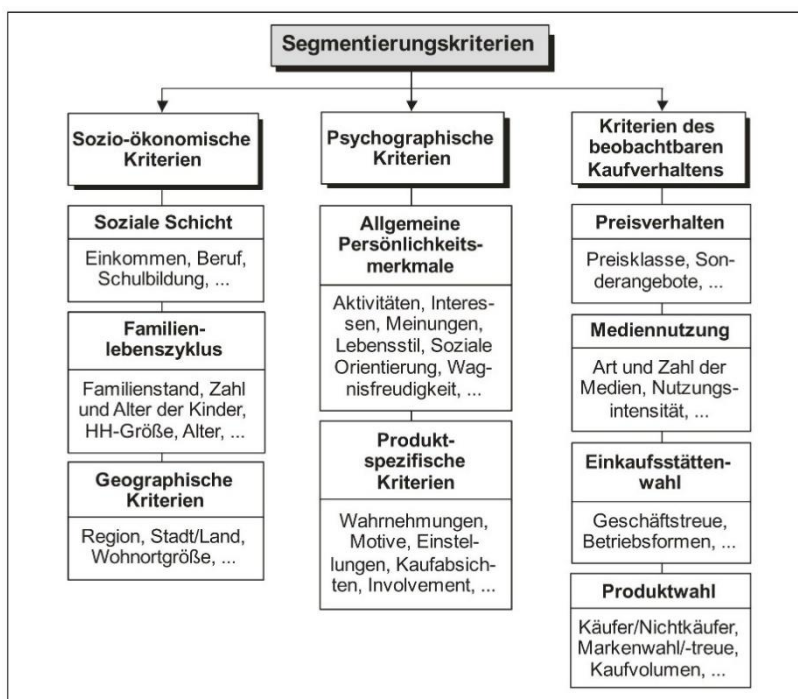 Segmentierungskriterien
Sozio-ökonomische
Kriterien
Soziale Schicht
Einkommen, Beruf,
Schulbildung, ...
Familien-
lebenszyklus
Familienstand, Zahl
und Alter der Kinder,
HH-Größe, Alter, ...
Geographische
Kriterien
Region, Stadt/Land,
Wohnortgröße, ...
Psychographische
Kriterien
Allgemeine
Persönlichkeits-
merkmale
Aktivitäten, Interes-
sen, Meinungen,
Lebensstil, Soziale
Orientierung, Wag-
nisfreudigkeit, ...
Produkt-
spezifische
Kriterien
Wahrnehmungen,
Motive, Einstel-
lungen, Kaufabsich-
ten, Involvement, ...
Kriterien des
beobachtbaren
Kaufverhaltens
Preisverhalten
Preisklasse, Son-
derangebote, ...
Mediennutzung
Art und Zahl der
Medien, Nutzungs-
intensität, ...
Einkaufsstätten-
wahl
Geschäftstreue,
Betriebsformen, ...
Produktwahl
Käufer/Nichtkäufer,
Markenwahl/-treue,
Kaufvolumen, ...